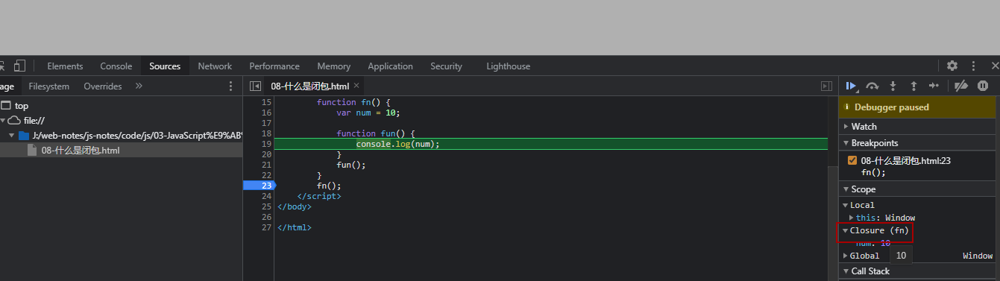 Elements Console Sources Network Performance Memory Application Security Lighthouse
age Filesystem Overrides »
08-什么是闭包.html ×
top
file://
J:/web-notes/js-notes/code/js/03-JavaScript%E9%AB%
08-什么是闭包.html
15 function fn() {
16 var num = 10;
17
18 function fun() {
19 console.log(num);
20 }
21 fun();
22 }
23 fn();
24 </script>
25 </body>
26
27 </html>
Debugger paused
Watch
Breakpoints
08-什么是闭包.html:23
fn();
Scope
Local
this: Window
Closure (fn)
num: 10
Global Window
10
Call Stack